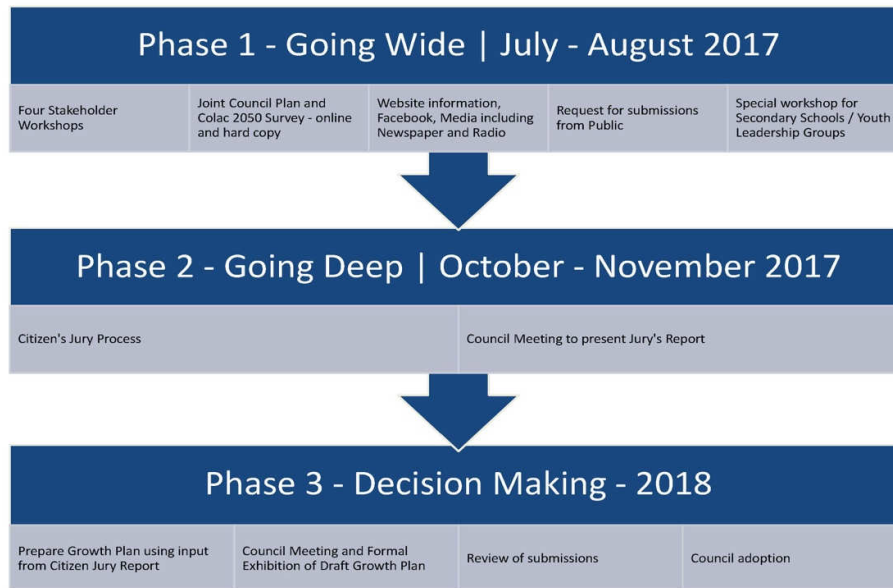 Phase 1 - Going Wide | July - August 2017
Four Stakeholder
Workshops
Joint Council Plan and
Colac 2050 Survey - online
and hard copy
Website information,
Facebook, Media including
Newspaper and Radio
Request for submissions
from Public
Special workshop for
Secondary Schools / Youth
Leadership Groups
Phase 2 - Going Deep | October - November 2017
Citizen's Jury Process
Council Meeting to present Jury's Report
Phase 3 - Decision Making - 2018
Prepare Growth Plan using input
from Citizen Jury Report
Council Meeting and Formal
Exhibition of Draft Growth Plan
Review of submissions
Council adoption